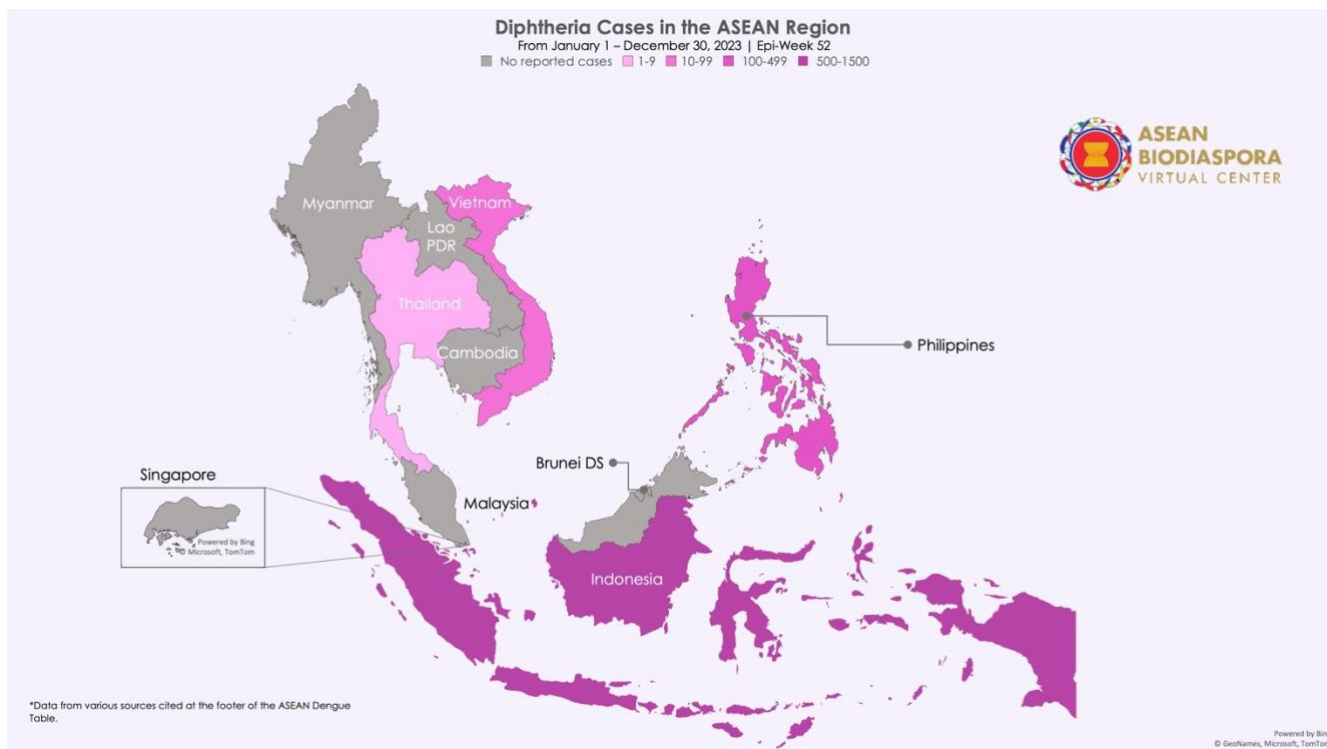 Diphtheria Cases in the ASEAN Region
From January 1 – December 30, 2023 | Epi-Week 52
No reported cases 1-9 10-99 100-499 500-1500
ASEAN
BIODIASPORA
VIRTUAL CENTER
Myanmar
Vietnam
Lao
PDR
Thailand
Cambodia
Philippines
Brunei DS
Singapore
Malaysia
Powered by Bing
© Microsoft, TomTom
Indonesia
*Data from various sources cited at the footer of the ASEAN Dengue
Table.
Powered by Bin
© GeoNames, Microsoft, TomTom